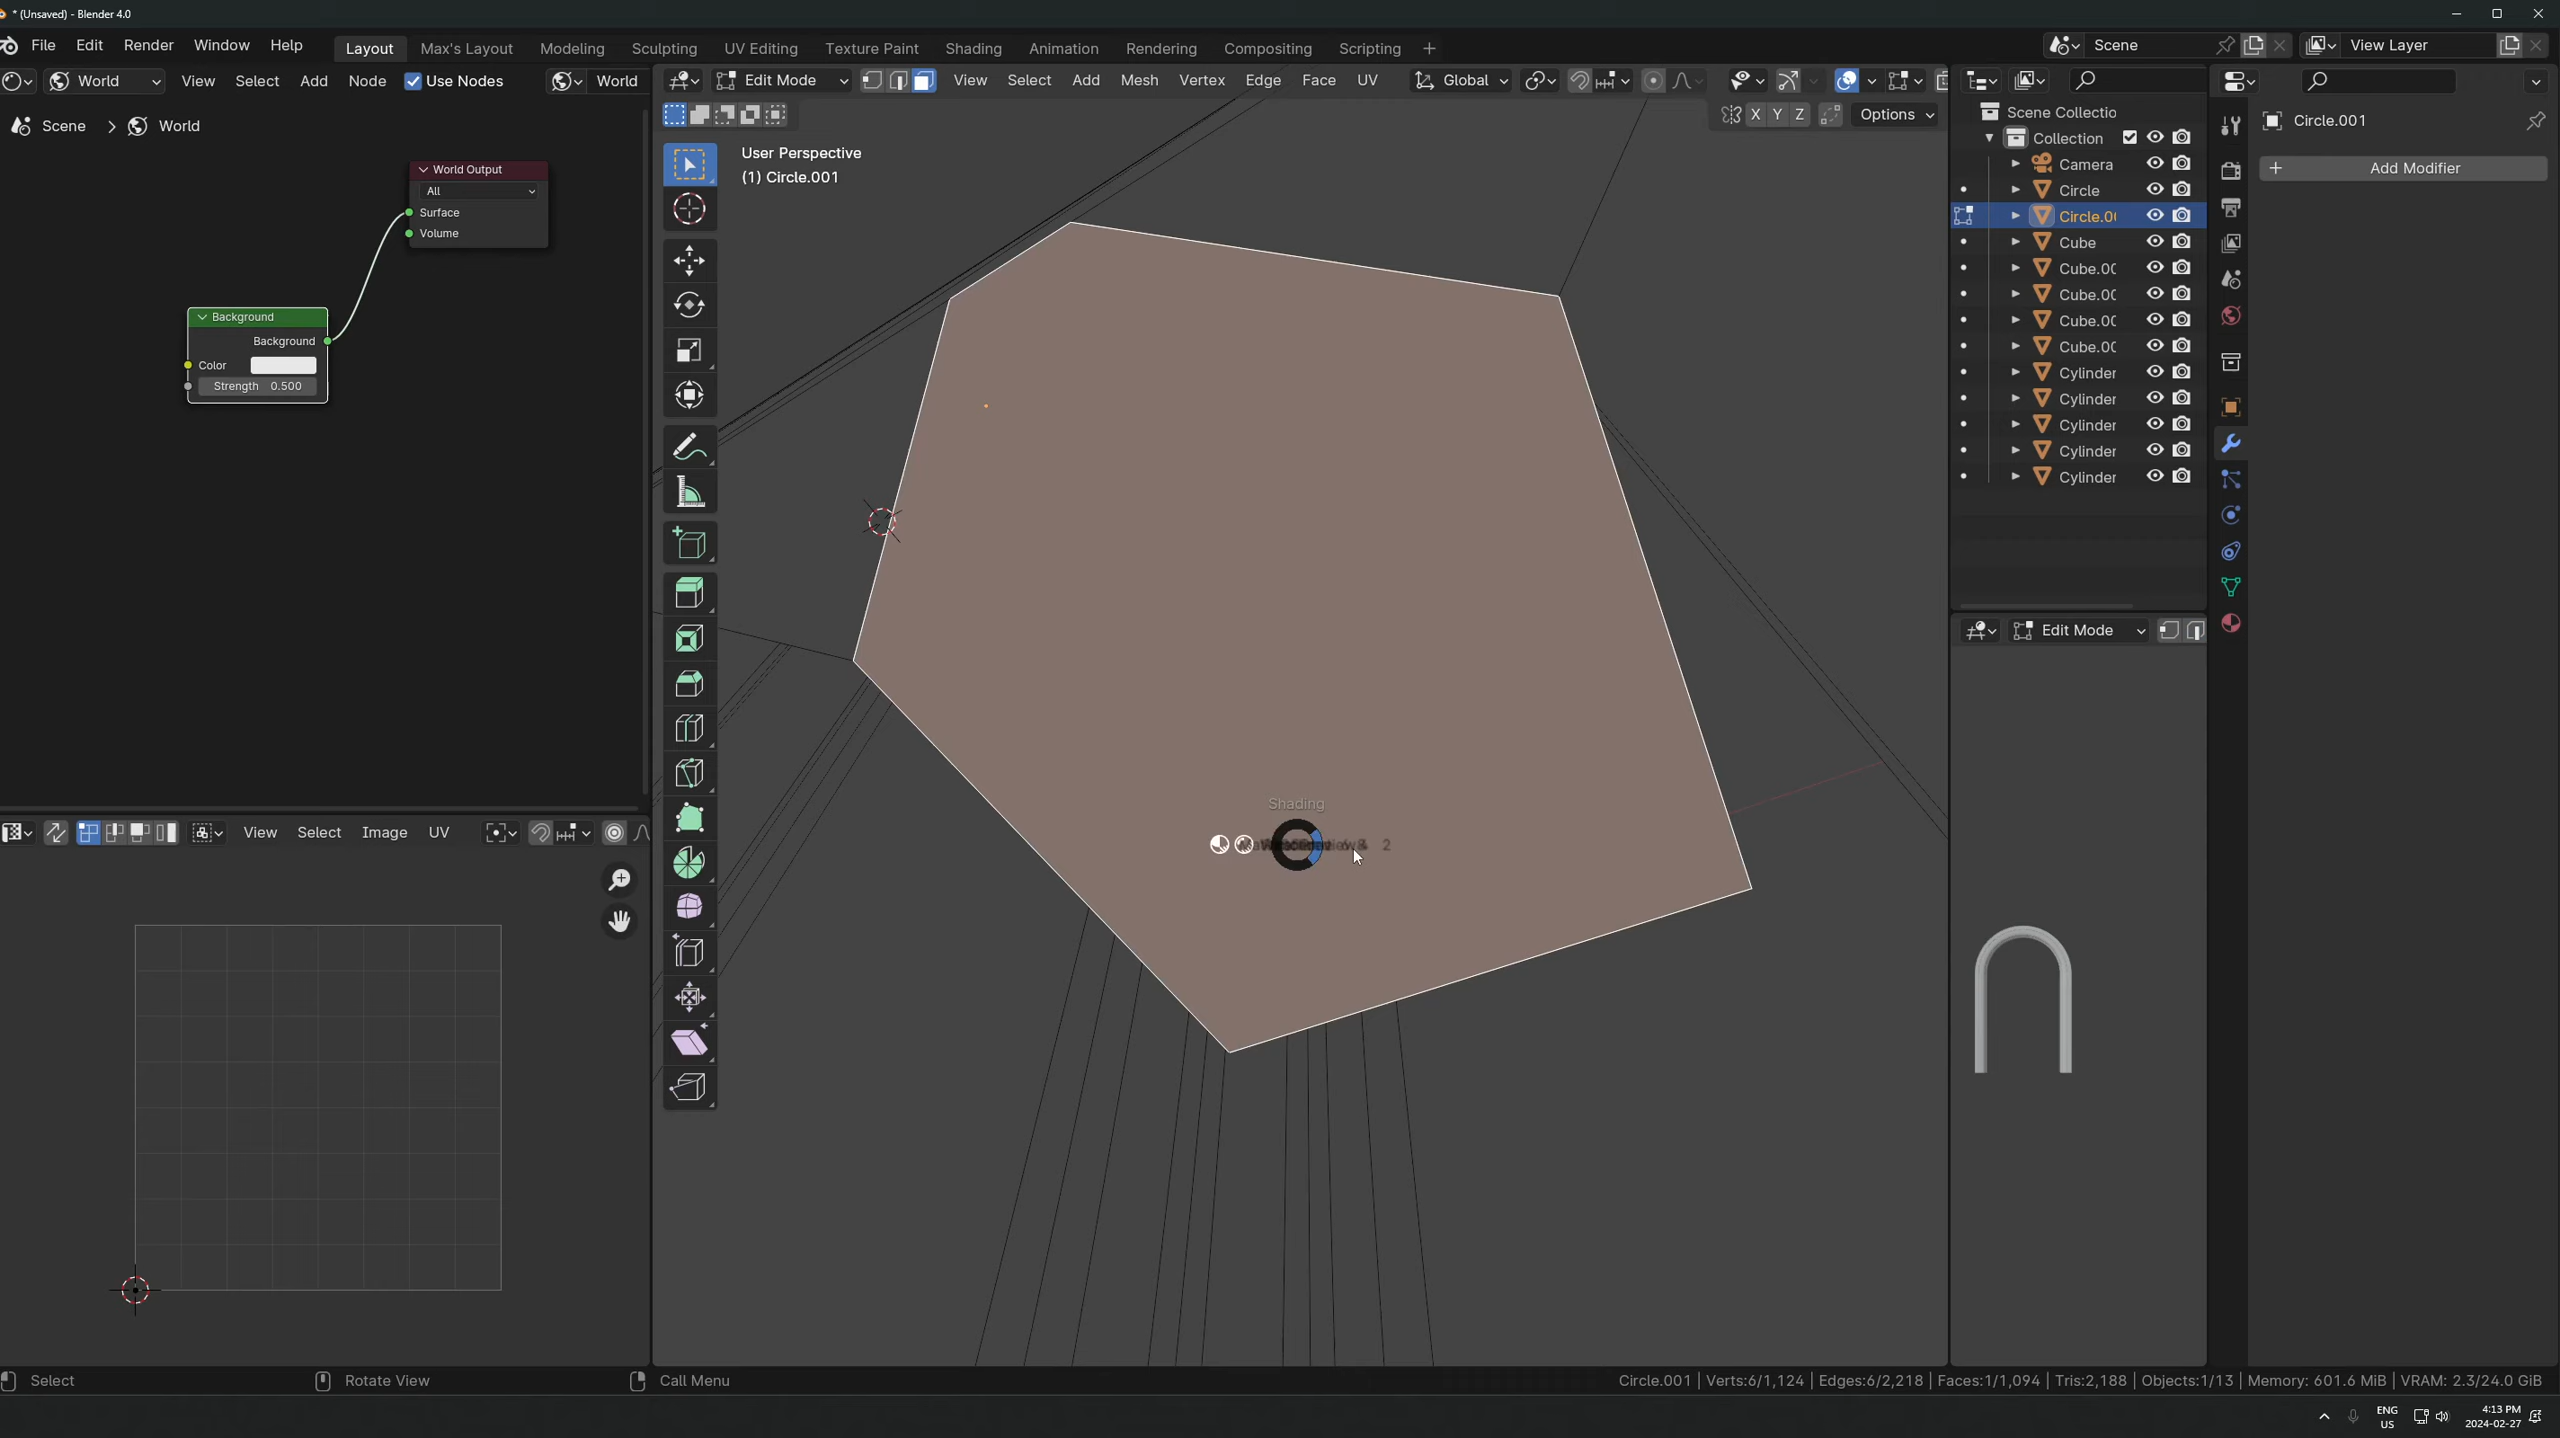 * (Unsaved) - Blender 4.0
File Edit Render Window Help
Layout Max's Layout Modeling Sculpting UV Editing Texture Paint Shading Animation Rendering Compositing Scripting +
Scene
View Layer
World View Select Add Node Use Nodes World
Edit Mode View Select Add Mesh Vertex Edge Face UV Global
X Y Z Options
Scene > World
World Output
All
Surface
Volume
Background
Background
Color
Strength 0.500
User Perspective
(1) Circle.001
Shading
2
Scene Collectio
Collection
Camera
Circle
Circle.0
Cube
Cube.00
Cube.00
Cube.00
Cube.00
Cylinder
Cylinder
Cylinder
Cylinder
Cylinder
Circle.001
Add Modifier
Edit Mode
View Select Image UV
Select Rotate View Call Menu
Circle.001 | Verts:6/1,124 | Edges:6/2,218 | Faces:1/1,094 | Tris:2,188 | Objects:1/13 | Memory: 601.6 MiB | VRAM: 2.3/24.0 GiB
ENG
US
4:13 PM
2024-02-27